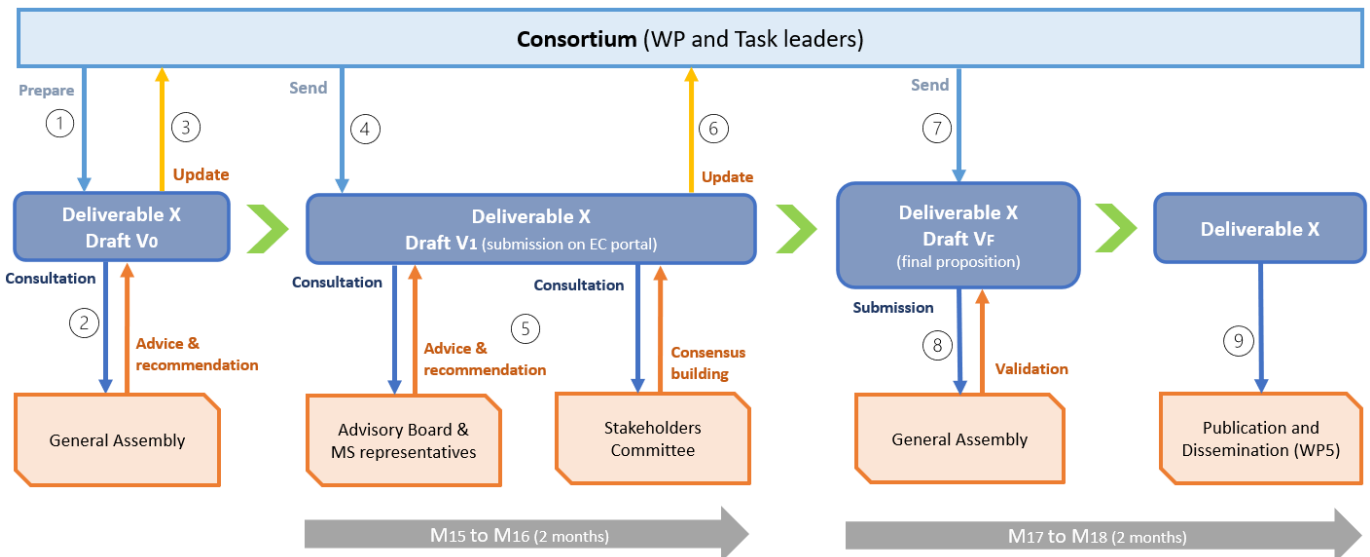 Consortium (WP and Task leaders)
Prepare
1
3
Update
Send
4
6
Update
Send
7
Deliverable X
Draft V0
Deliverable X
Draft V1 (submission on EC portal)
Deliverable X
Draft VF
(final proposition)
Deliverable X
Consultation
2
Advice &
recommendation
Consultation
5
Advice &
recommendation
Consultation
Consensus
building
Submission
8
Validation
9
General Assembly
Advisory Board &
MS representatives
Stakeholders
Committee
General Assembly
Publication and
Dissemination (WP5)
M15 to M16 (2 months)
M17 to M18 (2 months)